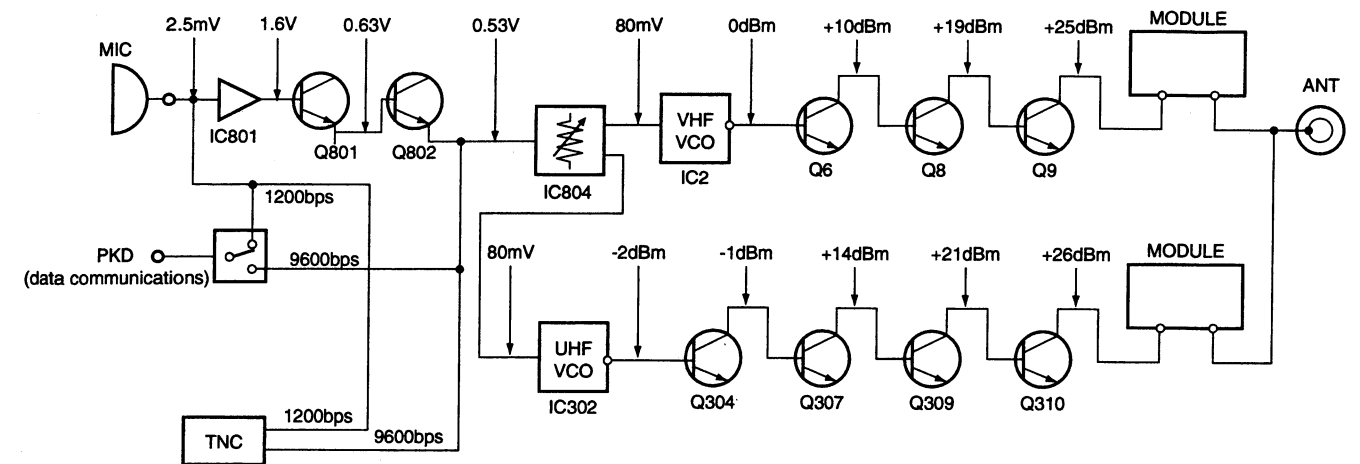 2.5mV 1.6V 0.63V 0.53V 80mV 0dBm +10dBm +19dBm +25dBm MODULE
MIC
ANT
IC801
Q801 Q802
VHF
VCO
IC804
IC2
Q6 Q8 Q9
1200bps
PKD
(data communications)
9600bps
80mV -2dBm -1dBm +14dBm +21dBm +26dBm MODULE
UHF
VCO
IC302
Q304 Q307 Q309 Q310
1200bps
TNC
9600bps